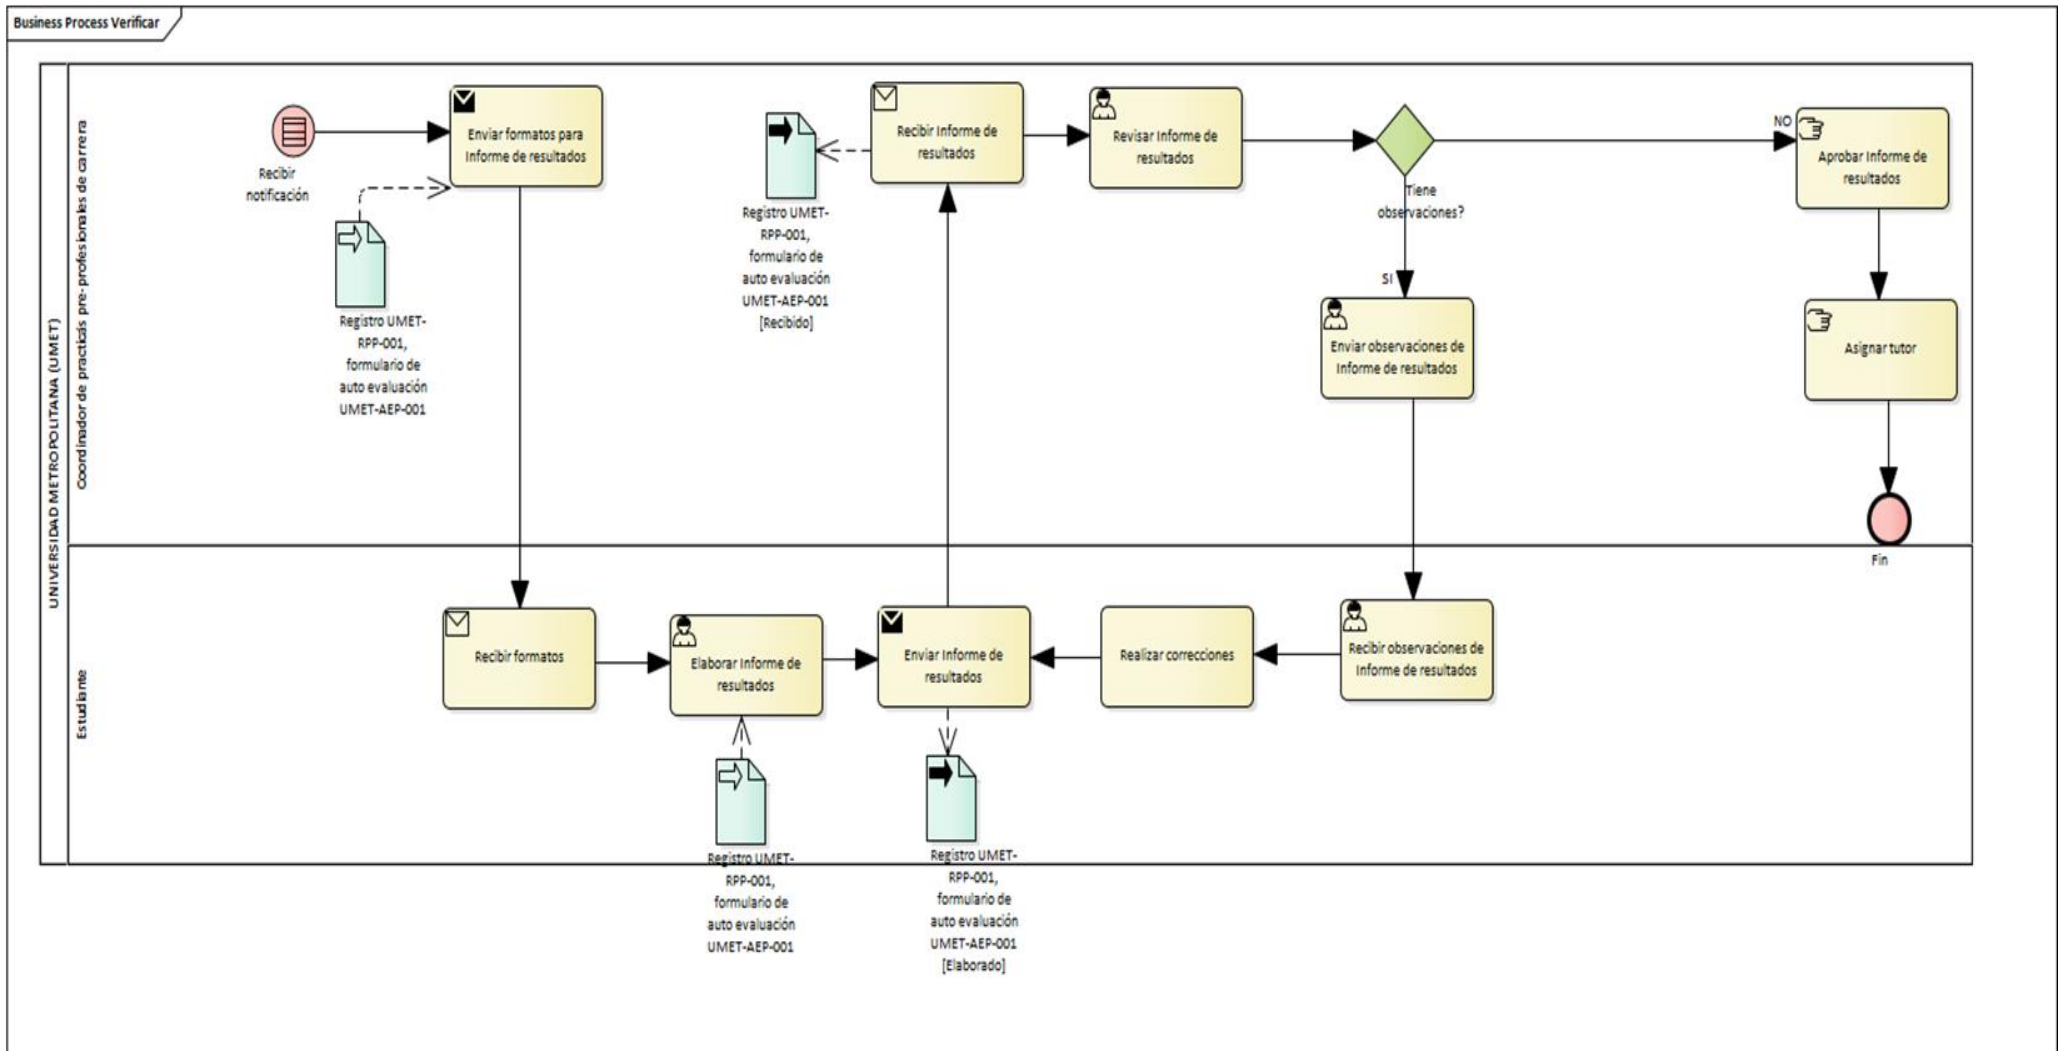 Business Process Verificar
UNIVERSIDAD METROPOLITANA (UMET)
Coordinador de practicás pre-profesionales de carrera
Recibir
notificación
Enviar formatos para
Informe de resultados
Registro UMET-
RPP-001,
formulario de
auto evaluación
UMET-AEP-001
Recibir Informe de
resultados
Registro UMET-
RPP-001,
formulario de
auto evaluación
UMET-AEP-001
[Recibido]
Revisar Informe de
resultados
Tiene
observaciones?
NO
SI
Aprobar Informe de
resultados
Enviar observaciones de
Informe de resultados
Asignar tutor
Fin
Estudiante
Recibir formatos
Elaborar Informe de
resultados
Enviar Informe de
resultados
Realizar correcciones
Recibir observaciones de
Informe de resultados
Registro UMET-
RPP-001,
formulario de
auto evaluación
UMET-AEP-001
Registro UMET-
RPP-001,
formulario de
auto evaluación
UMET-AEP-001
[Elaborado]